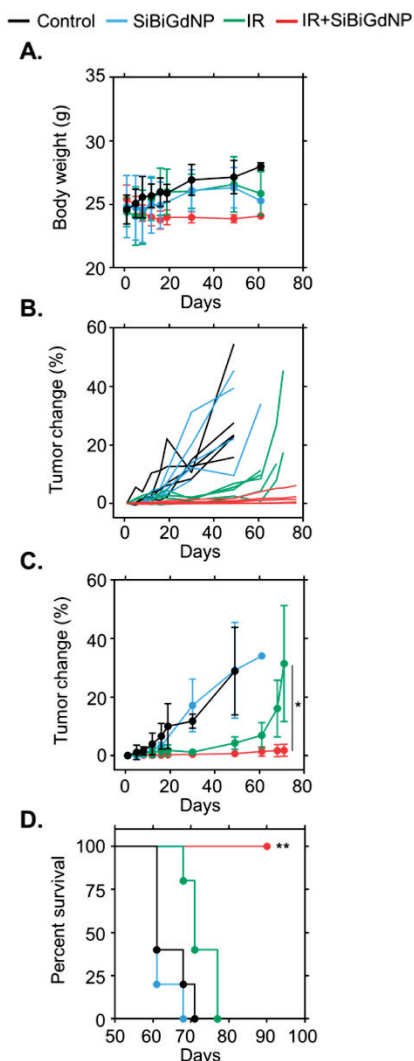 Control SiBiGdNP IR IR+SiBiGdNP
A.
35
30
25
20
Body weight (g)
0 20 40 60 80
Days
B.
60
40
20
0
Tumor change (%)
0 20 40 60 80
Days
C.
60
40
20
0
Tumor change (%)
*
0 20 40 60 80
Days
D.
100
75
50
25
0
Percent survival
**
50 60 70 80 90 100
Days